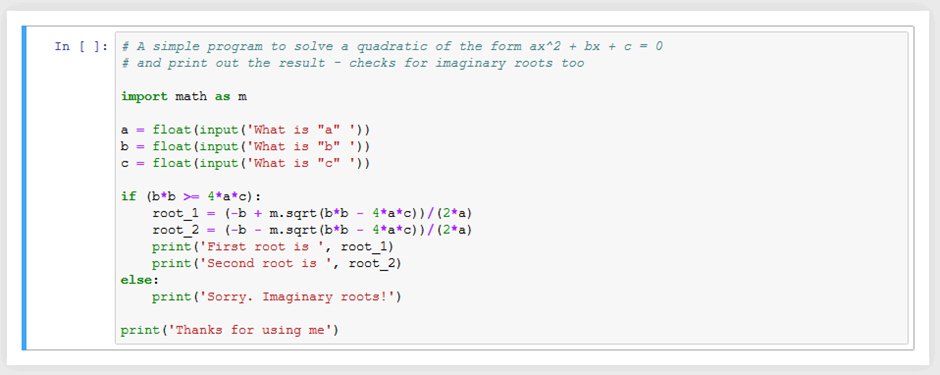 In [ ]: # A simple program to solve a quadratic of the form ax^2 + bx + c = 0
# and print out the result - checks for imaginary roots too
import math as m
a = float(input('What is "a" '))
b = float(input('What is "b" '))
c = float(input('What is "c" '))
if (b*b >= 4*a*c):
    root_1 = (-b + m.sqrt(b*b - 4*a*c))/(2*a)
    root_2 = (-b - m.sqrt(b*b - 4*a*c))/(2*a)
    print('First root is ', root_1)
    print('Second root is ', root_2)
else:
    print('Sorry. Imaginary roots!')
print('Thanks for using me')